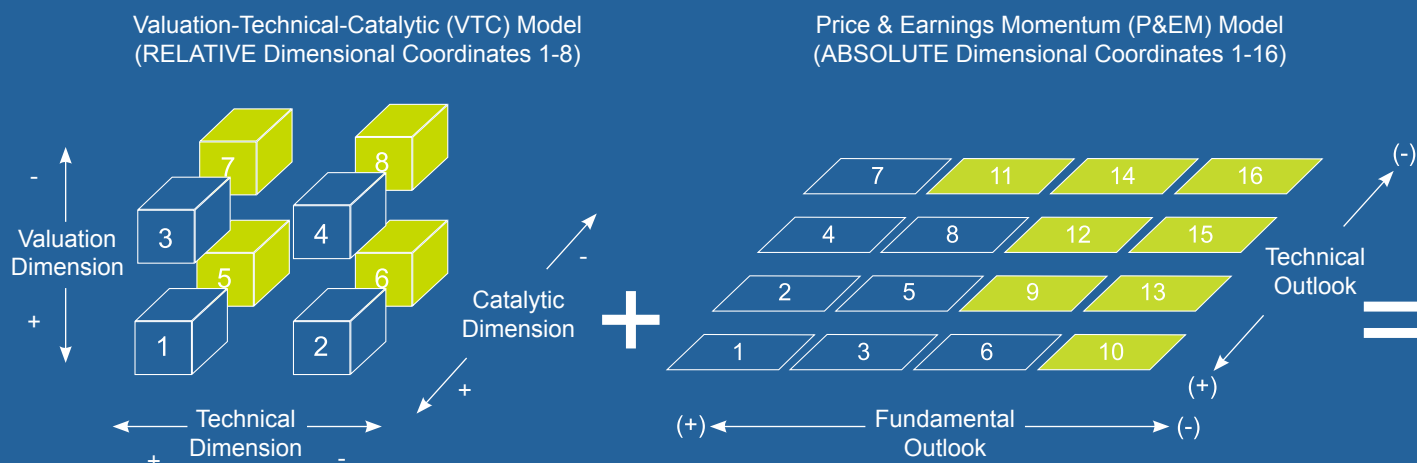 Valuation-Technical-Catalytic (VTC) Model
(RELATIVE Dimensional Coordinates 1-8)
Price & Earnings Momentum (P&EM) Model
(ABSOLUTE Dimensional Coordinates 1-16)
-
Valuation
Dimension
+
7
8
3
4
5
6
1
2
-
Catalytic
Dimension
+
Technical
Dimension
+
-
+
7
11
14
16
4
8
12
15
2
5
9
13
1
3
6
10
(-)
Technical
Outlook
(+)
(+)
Fundamental
Outlook
(-)
=